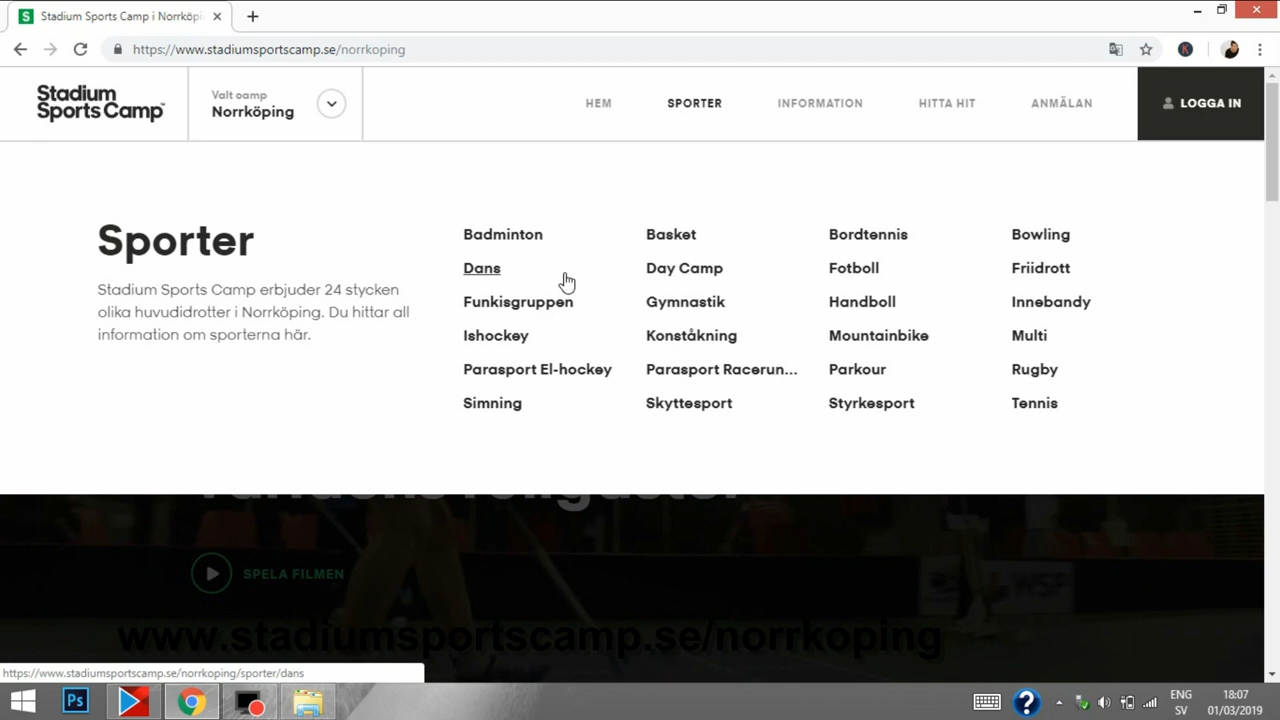 Stadium Sports Camp i Norrköpi
https://www.stadiumsportscamp.se/norrkoping
Stadium
Sports Camp™
Valt camp
Norrköping
HEM
SPORTER
INFORMATION
HITTA HIT
ANMÄLAN
LOGGA IN
Sporter
Stadium Sports Camp erbjuder 24 stycken
olika huvudidrotter i Norrköping. Du hittar all
information om sporterna här.
Badminton Basket Bordtennis Bowling
Dans Day Camp Fotboll Friidrott
Funkisgruppen Gymnastik Handboll Innebandy
Ishockey Konståkning Mountainbike Multi
Parasport El-hockey Parasport Racerun... Parkour Rugby
Simning Skyttesport Styrkesport Tennis
SPELA FILMEN
WSF
www.stadiumsportscamp.se/norrkoping
https://www.stadiumsportscamp.se/norrkoping/sporter/dans
Ps
ENG
SV
18:07
01/03/2019